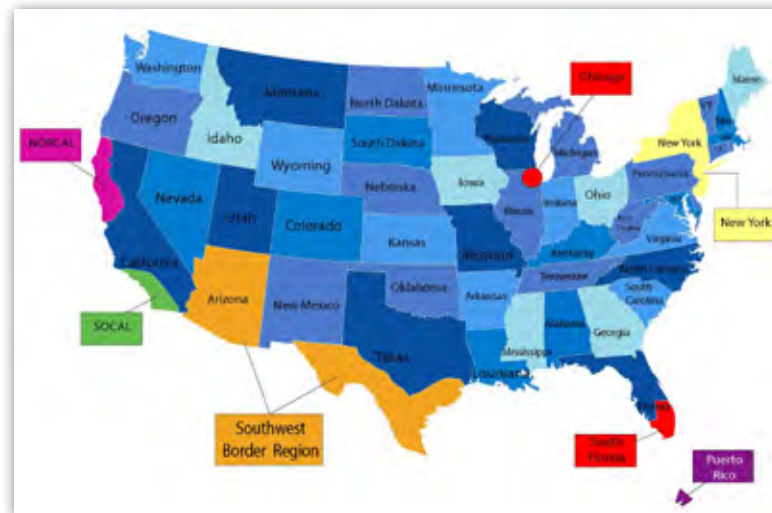 Washington
Montana
North Dakota
Minnesota
Chicago
Maine
Oregon
Idaho
South Dakota
Wisconsin
Michigan
VT
New York
NORCAL
Wyoming
Iowa
Nebraska
Pennsylvania
Nevada
Utah
Colorado
Illinois
Indiana
Ohio
New York
Kansas
Missouri
Kentucky
Virginia
California
Arizona
New Mexico
Oklahoma
Arkansas
Tennessee
North Carolina
South
Carolina
SOCAL
Texas
Mississippi
Alabama
Georgia
Louisiana
Southwest
Border Region
South
Florida
Puerto
Rico